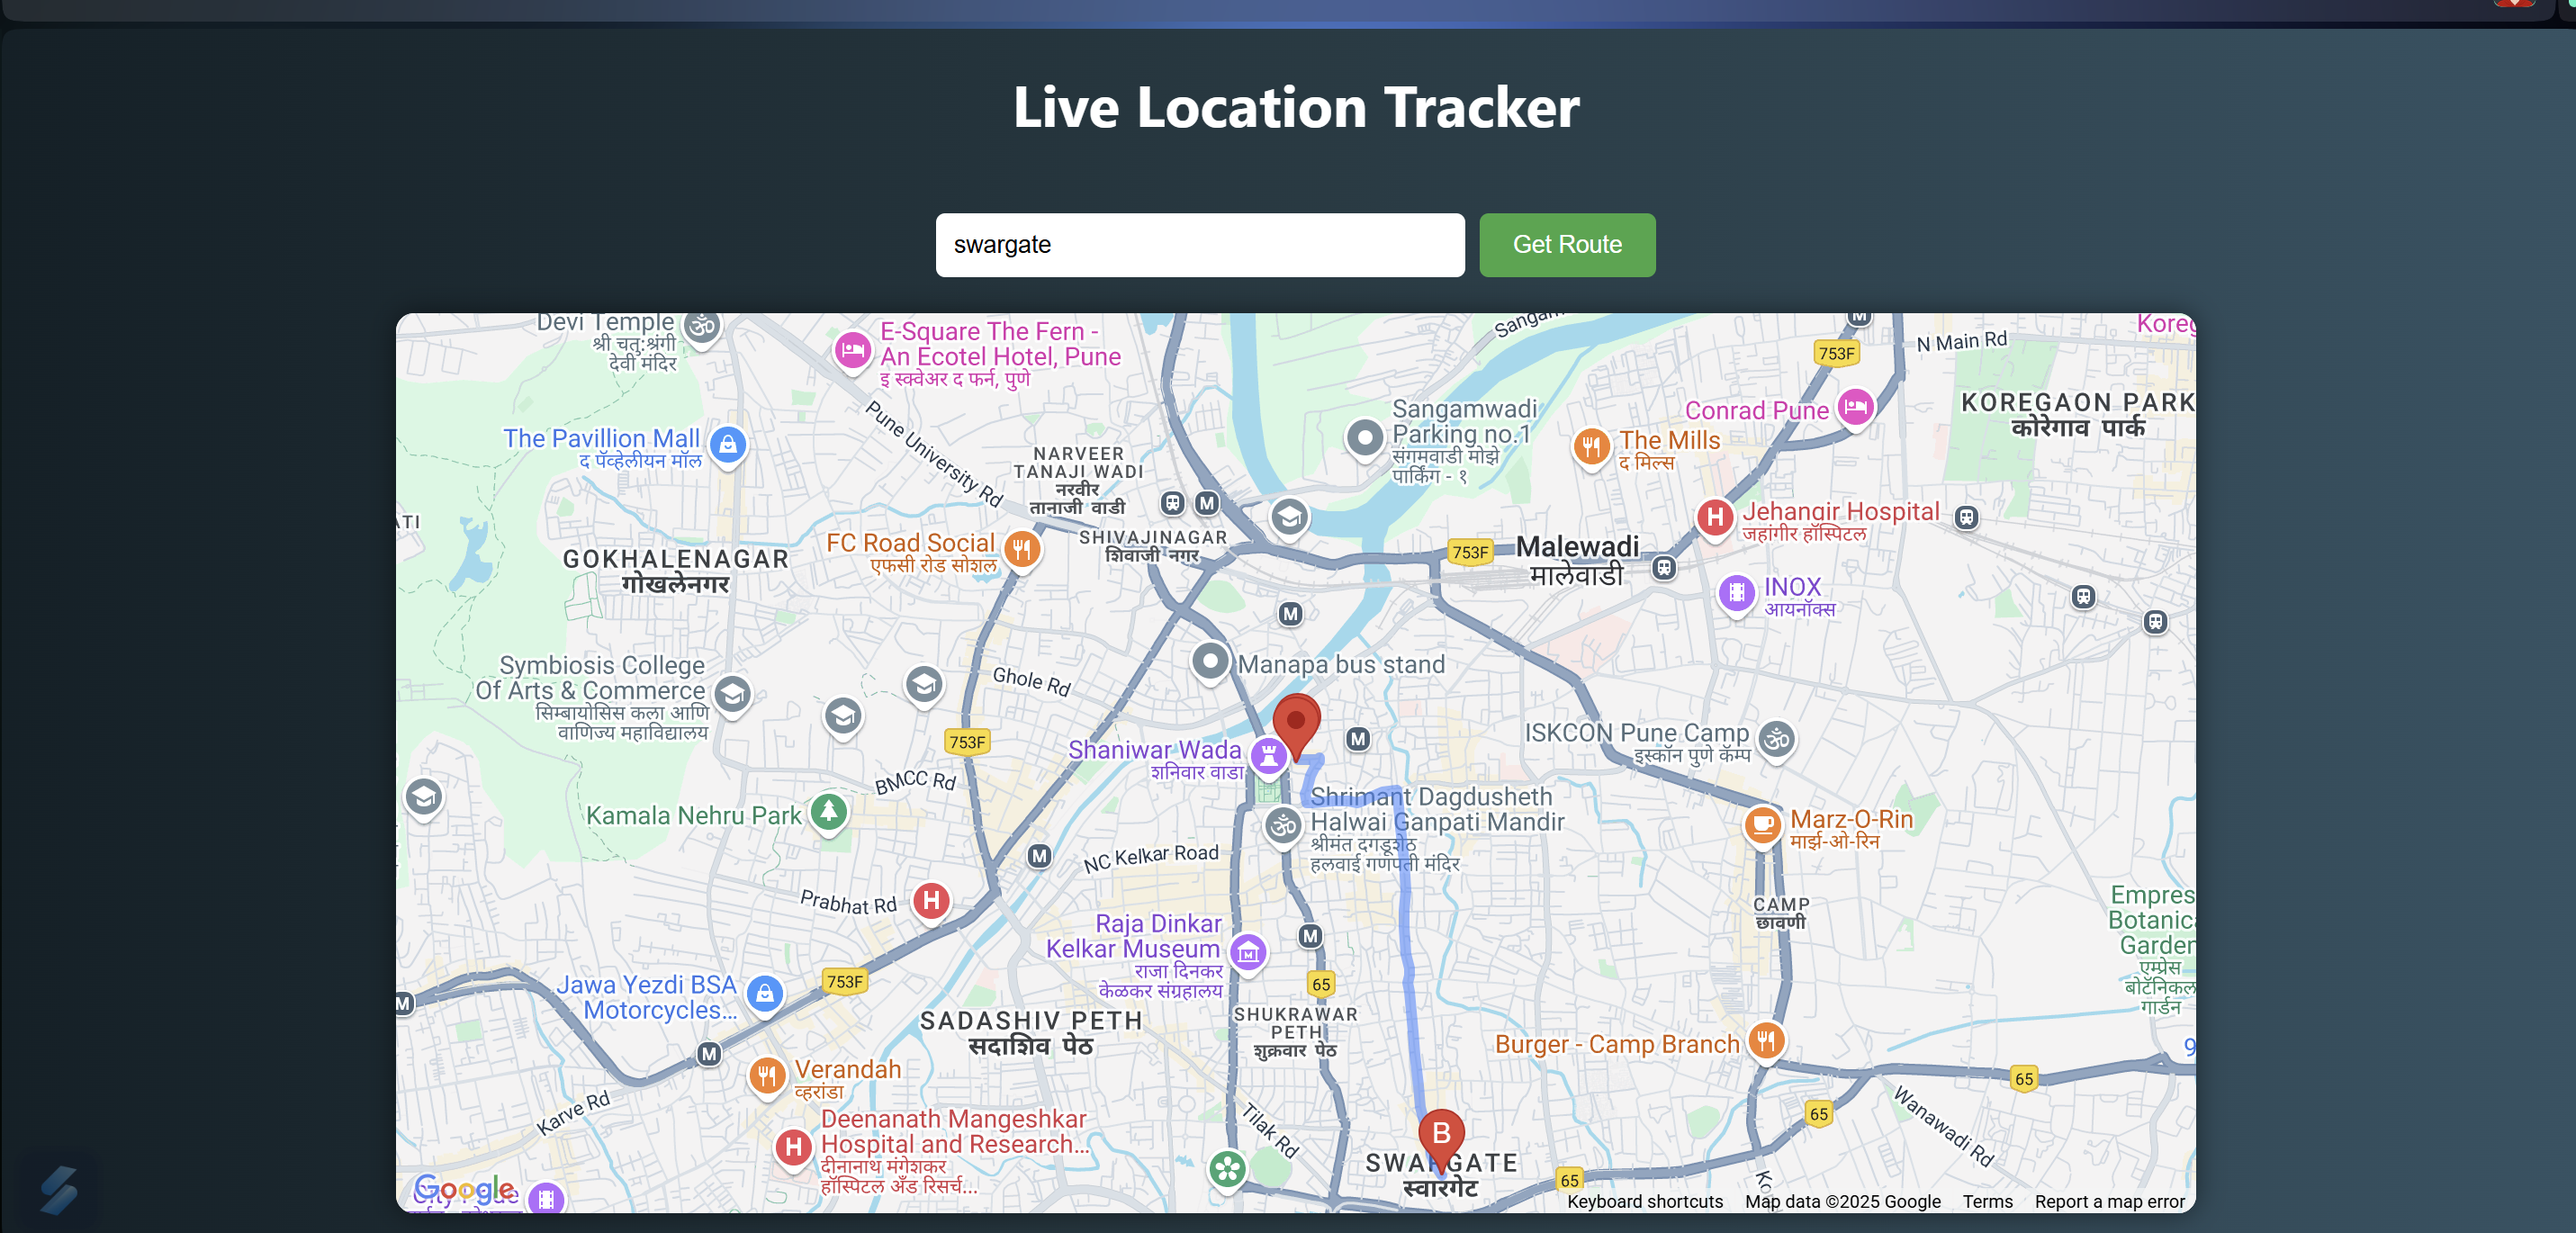 Live Location Tracker
swargate
Get Route
Devi Temple
श्री चतु:श्रृंगी
देवी मंदिर
E-Square The Fern -
An Ecotel Hotel, Pune
इ स्क्वेअर द फर्न, पुणे
Pune University Rd
The Pavillion Mall
द पॅव्हेलीयन मॉल
NARVEER
TANAJI WADI
नरवीर
तानाजी वाडी
M
Sangamwadi
Parking no.1
संगमवाडी मोझे
पार्किंग - १
M
753F
N Main Rd
Conrad Pune
KOREGAON PARK
कोरेगाव पार्क
The Mills
द मिल्स
H
Jehangir Hospital
जहांगीर हॉस्पिटल
GOKHALENAGAR
गोखलेनगर
FC Road Social
एफसी रोड सोशल
SHIVAJINAGAR
शिवाजी नगर
753F
Malewadi
मालेवाडी
INOX
आयनॉक्स
M
Symbiosis College
Of Arts & Commerce
सिम्बायोसिस कला आणि
वाणिज्य महाविद्यालय
Ghole Rd
Manapa bus stand
753F
Shaniwar Wada
शनिवार वाडा
M
ISKCON Pune Camp
इस्कॉन पुणे कॅम्प
BMCC Rd
Kamala Nehru Park
Shrimant Dagdusheth
Halwai Ganpati Mandir
श्रीमंत दगडूशेठ
हलवाई गणपती मंदिर
Marz-O-Rin
मार्झ-ओ-रिन
M
NC Kelkar Road
Prabhat Rd
H
CAMP
छावणी
Raja Dinkar
Kelkar Museum
राजा दिनकर
केळकर संग्रहालय
M
65
Botanic
Garden
एम्प्रेस
बोटॅनिकल
गार्डन
M
Jawa Yezdi BSA
Motorcycles...
753F
SADASHIV PETH
सदाशिव पेठ
SHUKRAWAR
PETH
शुक्रवार पेठ
Burger - Camp Branch
M
Verandah
व्हरांडा
Karve Rd
65
65
Wanawadi Rd
H
Deenanath Mangeshkar
Hospital and Research...
दीनानाथ मंगेशकर
हॉस्पिटल अँड रिसर्च...
Tilak Rd
B
SWARGATE
स्वारगेट
65
Google
Keyboard shortcuts
Map data ©2025 Google
Terms
Report a map error